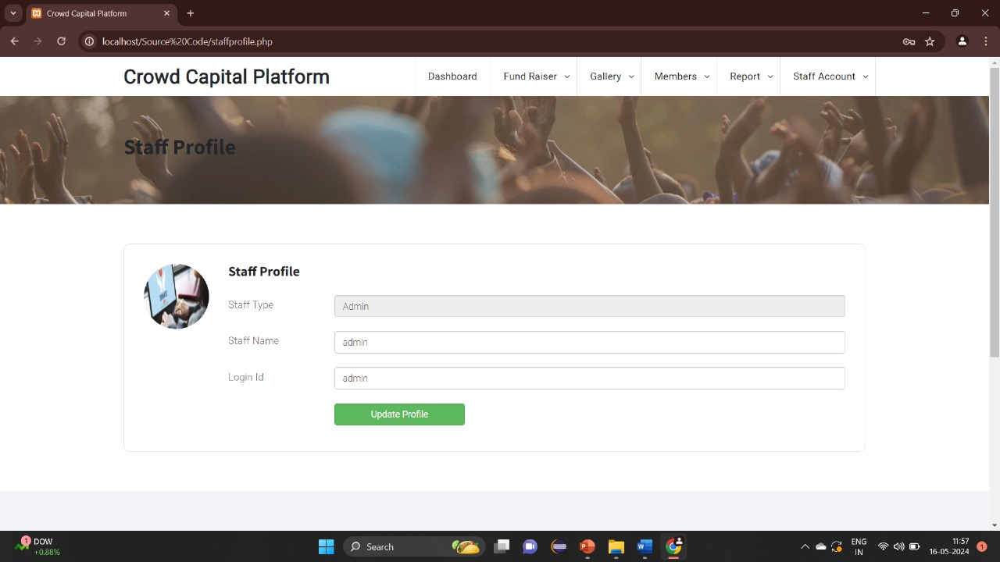 Crowd Capital Platform
localhost/Source%20Code/staffprofile.php
Crowd Capital Platform
Dashboard
Fund Raiser
Gallery
Members
Report
Staff Account
Staff Profile
Staff Profile
Staff Type
Admin
Staff Name
admin
Login Id
admin
Update Profile
1
DOW
+0.88%
Search
ENG
IN
11:57
16-05-2024
1